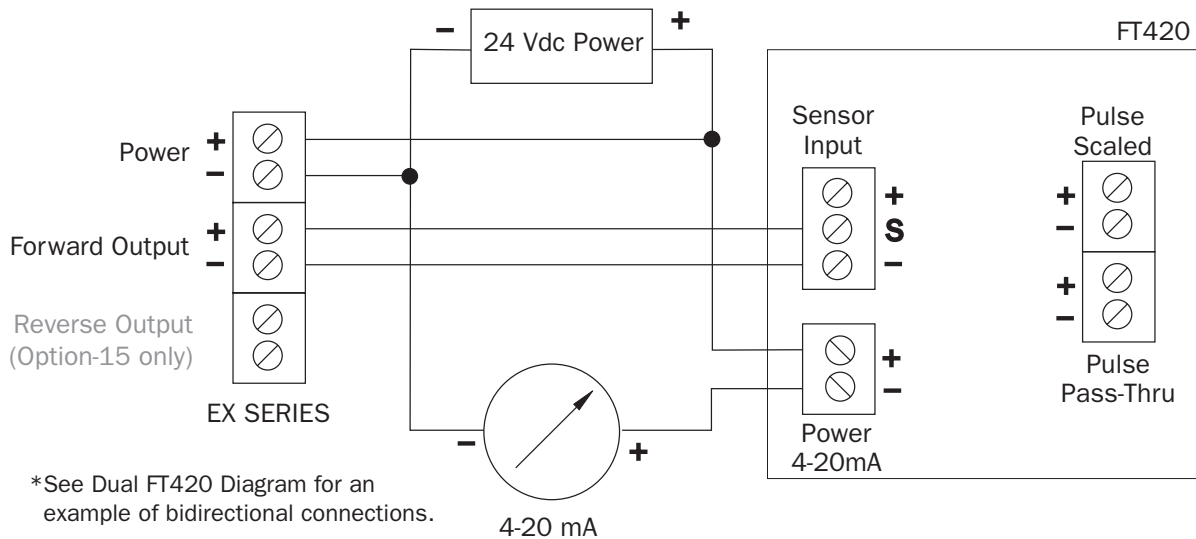 − 24 Vdc Power +
FT420
Power + −
Forward Output + −
Reverse Output
(Option-15 only)
EX SERIES
Sensor
Input
+
S
−
Pulse
Scaled
+
−
+
−
Pulse
Pass-Thru
+
−
Power
4-20mA
− +
4-20 mA
*See Dual FT420 Diagram for an
example of bidirectional connections.